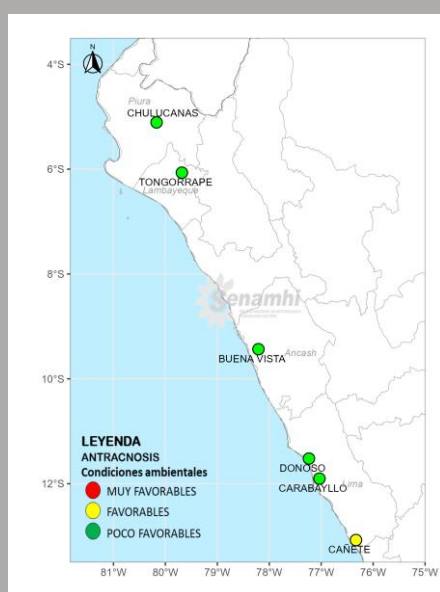 N
4°S
Piura
CHULUCANAS
6°S
TONGORRAPE
Lambayeque
8°S
Senamhi
BUENA VISTA
Ancash
10°S
LEYENDA
ANTRACNOSIS
Condiciones ambientales
MUY FAVORABLES
FAVORABLES
POCO FAVORABLES
DONOSO
CARABAYLLO
Lima
12°S
CAÑETE
81°W 80°W 79°W 78°W 77°W 76°W 75°W